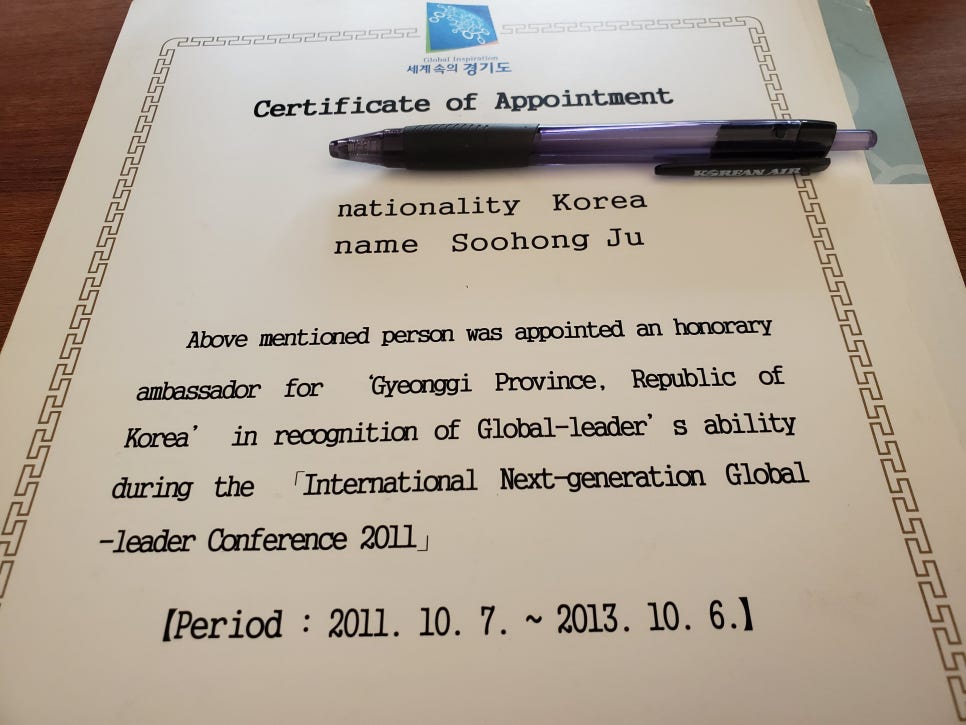 Global Inspiration
세계속의 경기도
Certificate of Appointment
KOREAN AIR
nationality Korea
name Soohong Ju
Above mentioned person was appointed an honorary
ambassador for ‘Gyeonggi Province, Republic of
Korea’ in recognition of Global-leader’s ability
during the 「International Next-generation Global
-leader Conference 2011」
【Period : 2011. 10. 7. ~ 2013. 10. 6.】